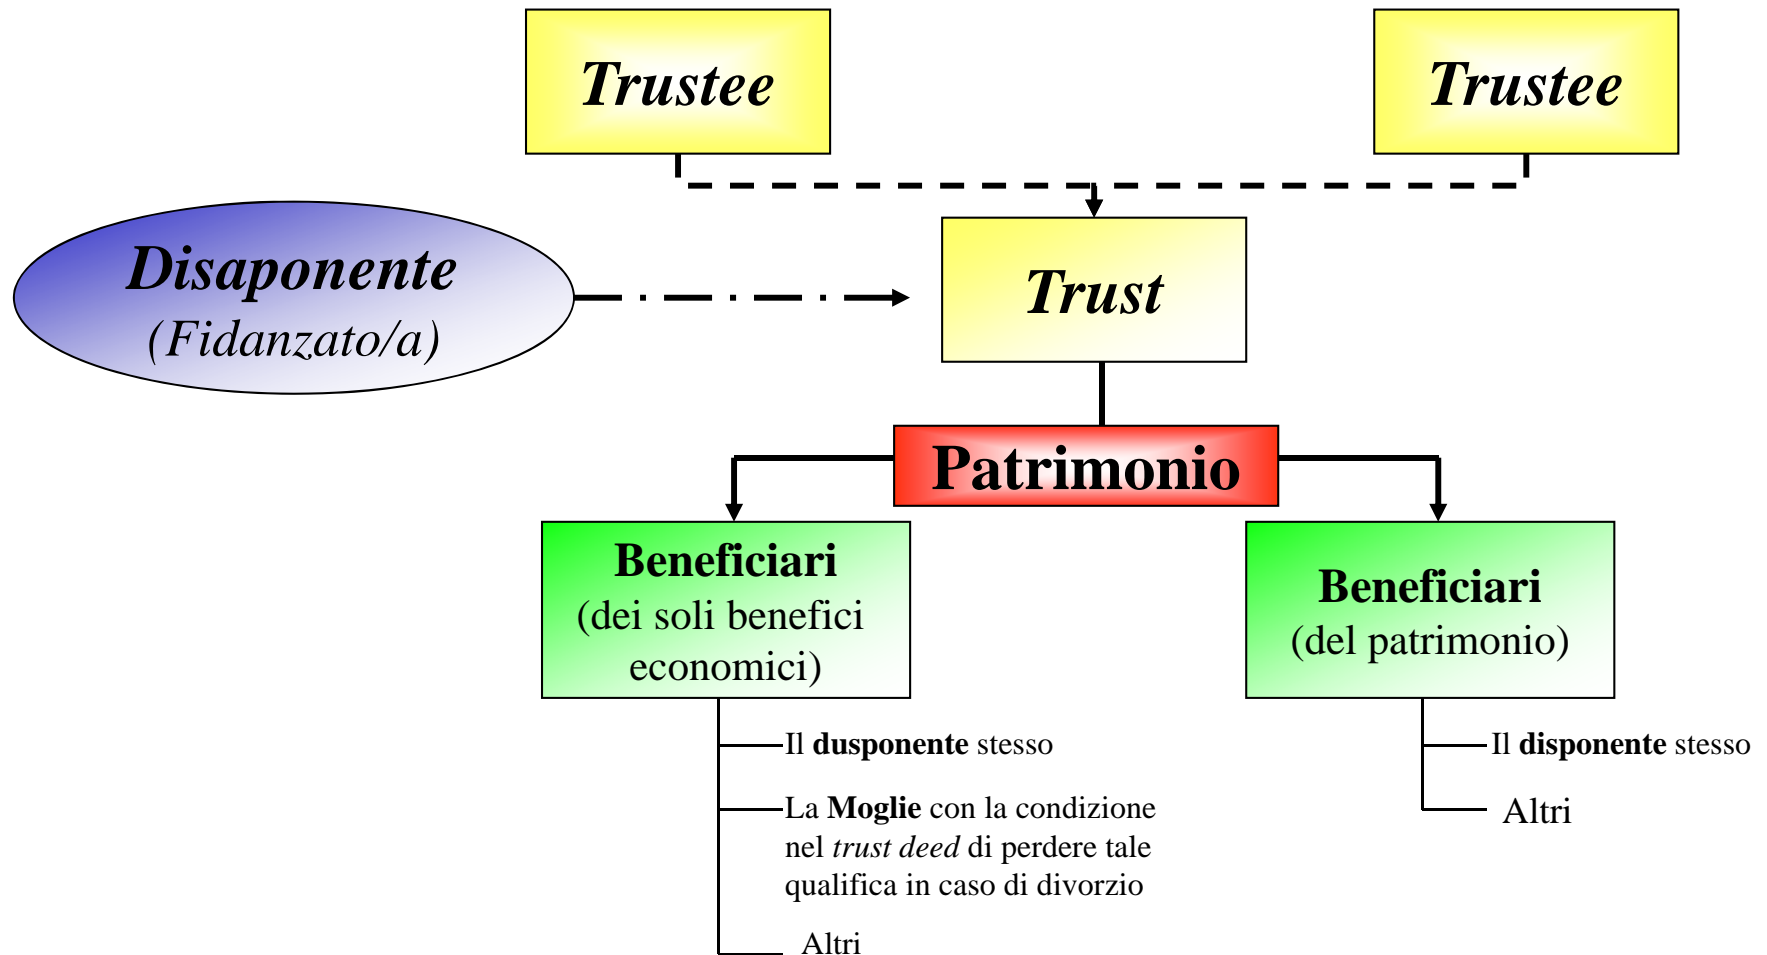 Trustee
Trustee
Disaponente
(Fidanzato/a)
Trust
Patrimonio
Beneficiari
(dei soli benefici
economici)
Beneficiari
(del patrimonio)
Il dusponente stesso
La Moglie con la condizione
nel trust deed di perdere tale
qualifica in caso di divorzio
Altri
Il disponente stesso
Altri